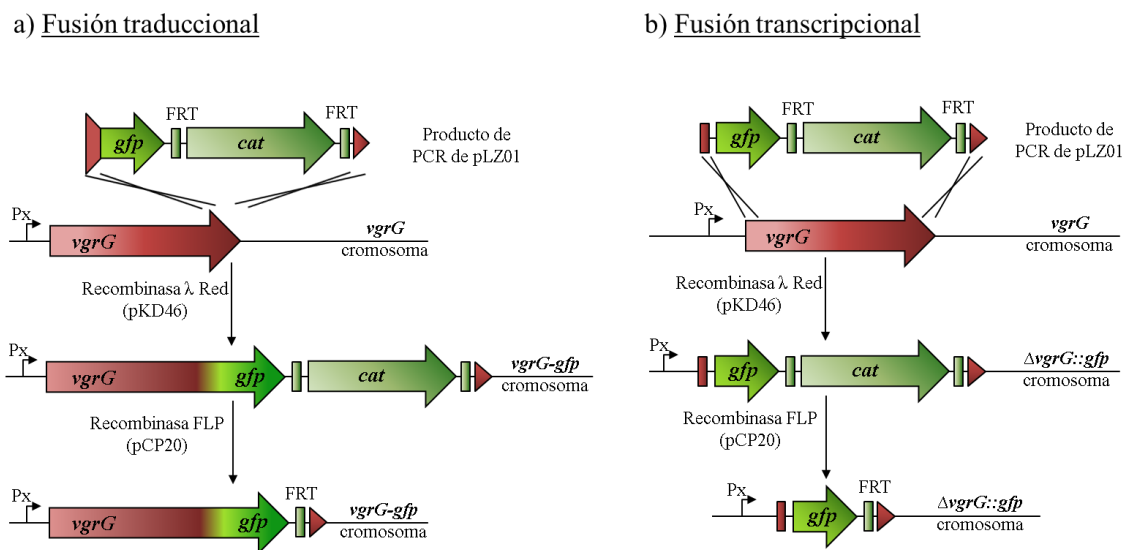 a) Fusión traduccional
FRT
FRT
gfp
cat
Producto de
PCR de pLZ01
Px
vgrG
vgrG
cromosoma
Recombinasa λ Red
(pKD46)
Px
vgrG
gfp
cat
vgrG-gfp
cromosoma
Recombinasa FLP
(pCP20)
Px
FRT
vgrG
gfp
vgrG-gfp
cromosoma
b) Fusión transcripcional
FRT
FRT
gfp
cat
Producto de
PCR de pLZ01
Px
vgrG
vgrG
cromosoma
Recombinasa λ Red
(pKD46)
Px
gfp
cat
ΔvgrG::gfp
cromosoma
Recombinasa FLP
(pCP20)
Px
FRT
gfp
ΔvgrG::gfp
cromosoma